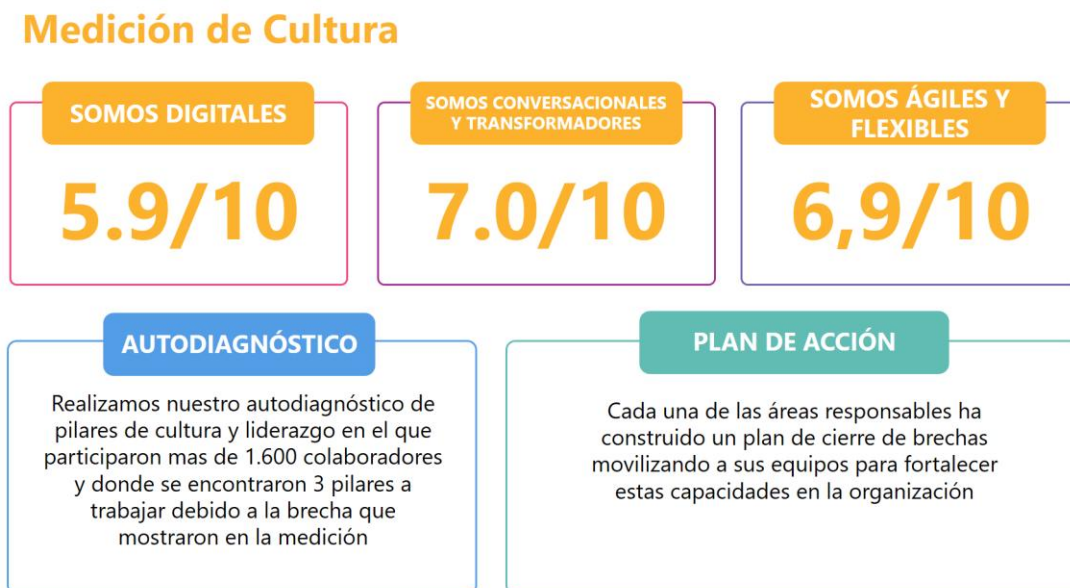 Medición de Cultura
SOMOS DIGITALES
5.9/10
SOMOS CONVERSACIONALES
Y TRANSFORMADORES
7.0/10
SOMOS ÁGILES Y
FLEXIBLES
6,9/10
AUTODIAGNÓSTICO
Realizamos nuestro autodiagnóstico de
pilares de cultura y liderazgo en el que
participaron mas de 1.600 colaboradores
y donde se encontraron 3 pilares a
trabajar debido a la brecha que
mostraron en la medición
PLAN DE ACCIÓN
Cada una de las áreas responsables ha
construido un plan de cierre de brechas
movilizando a sus equipos para fortalecer
estas capacidades en la organización